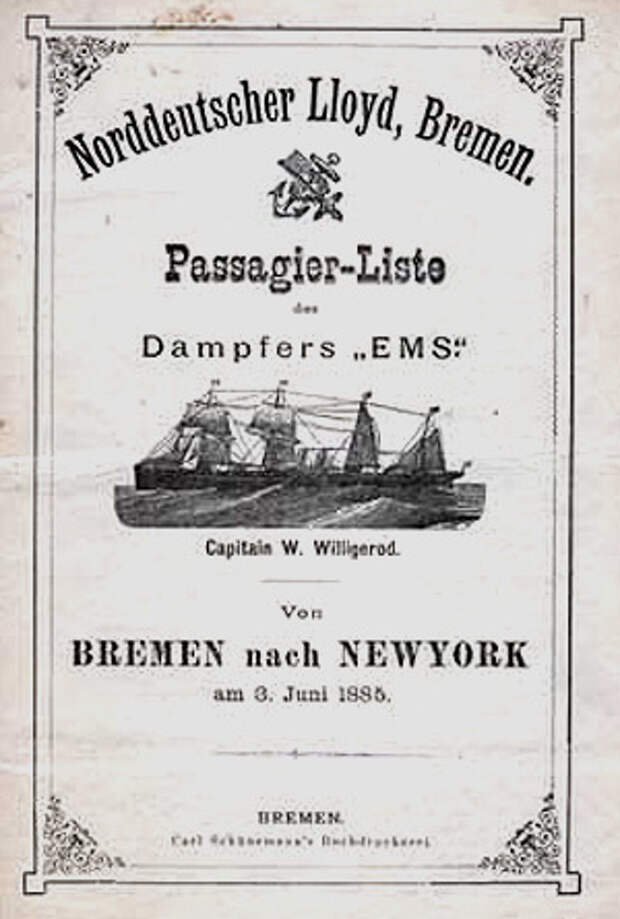 Norddeutscher Lloyd, Bremen.
Passagier-Liste
des
Dampfers „EMS“.
Capitain W. Willigerod.
Von
BREMEN nach NEWYORK
am 3. Juni 1885.
BREMEN.
Carl Schünemann's Buchdruckerei.